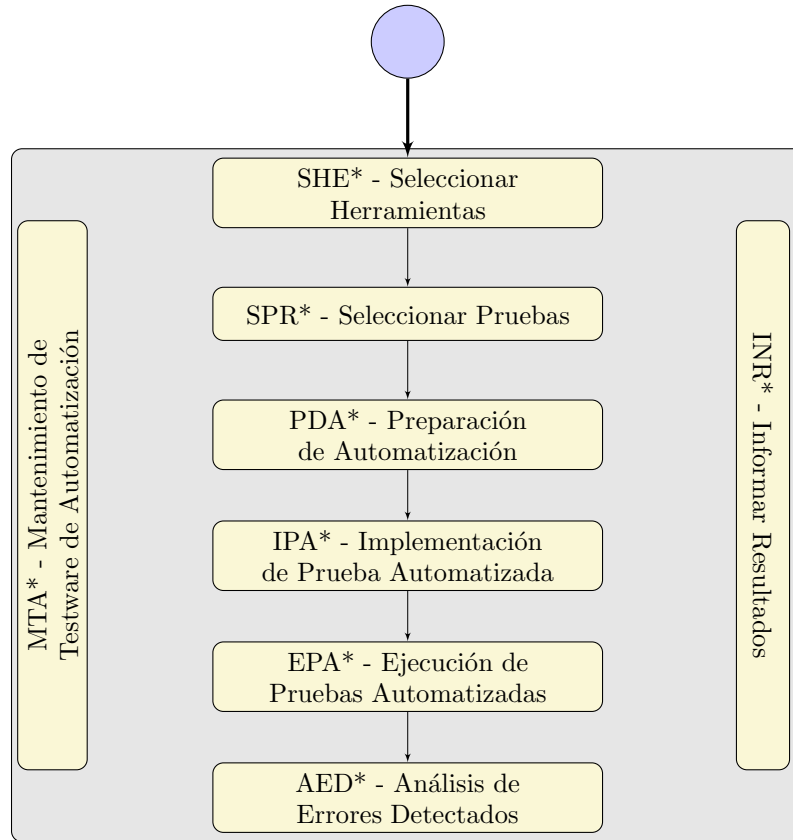 SHE* - Seleccionar
Herramientas
SPR* - Seleccionar Pruebas
PDA* - Preparación
de Automatización
IPA* - Implementación
de Prueba Automatizada
EPA* - Ejecución de
Pruebas Automatizadas
AED* - Análisis de
Errores Detectados
MTA* - Mantenimiento de
Testware de Automatización
INR* - Informar Resultados